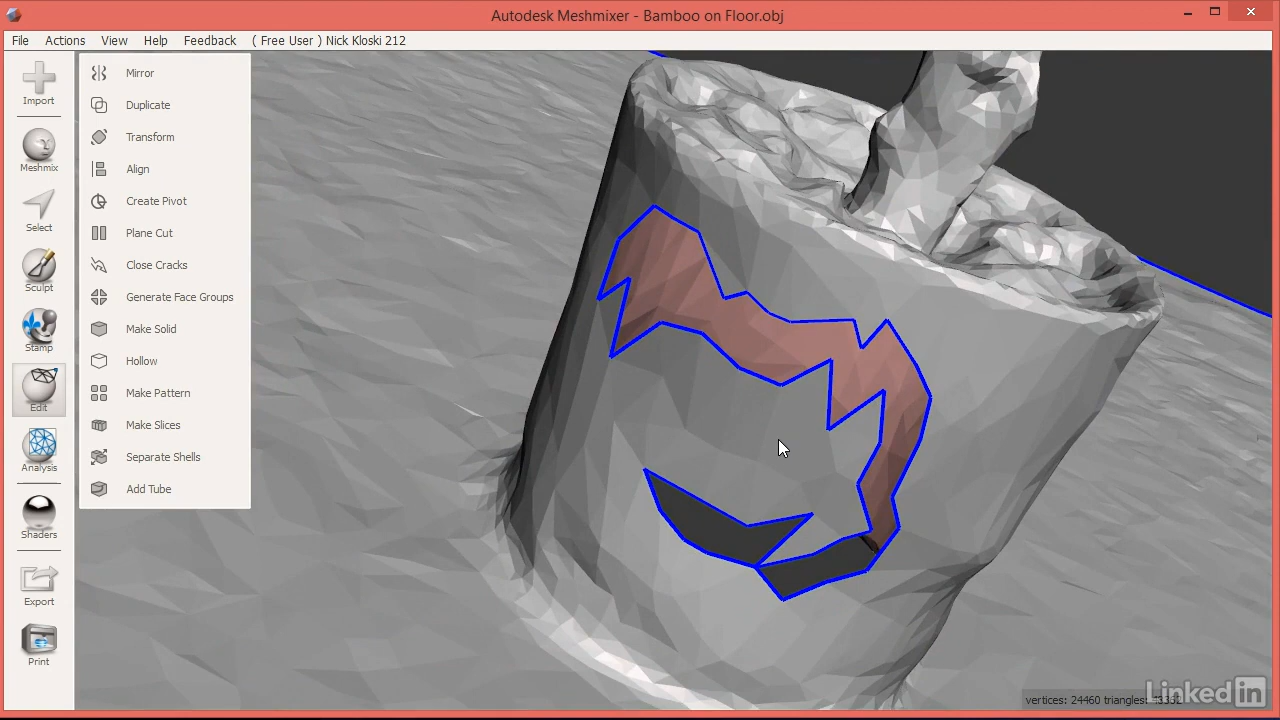 Autodesk Meshmixer - Bamboo on Floor.obj
File Actions View Help Feedback ( Free User ) Nick Kloski 212
Import
Meshmix
Select
Sculpt
Stamp
Edit
Analysis
Shaders
Export
Print
Mirror
Duplicate
Transform
Align
Create Pivot
Plane Cut
Close Cracks
Generate Face Groups
Make Solid
Hollow
Make Pattern
Make Slices
Separate Shells
Add Tube
vertices: 24460 triangles:
Linked in